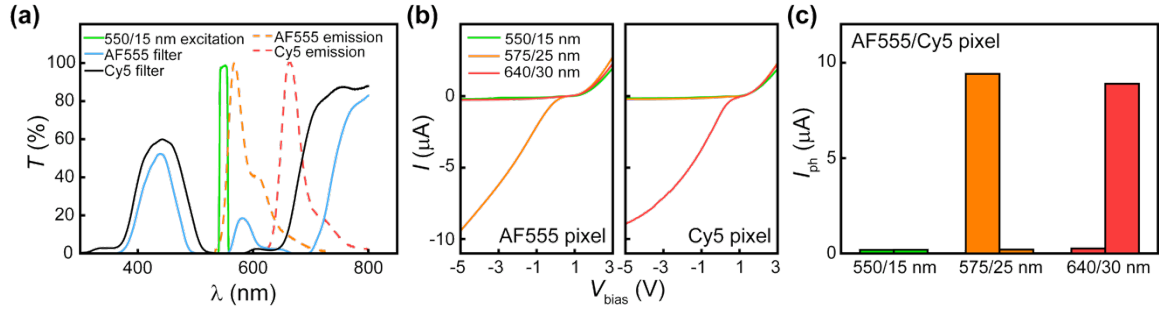 (a)
550/15 nm excitation
AF555 filter
Cy5 filter
AF555 emission
Cy5 emission
100
80
60
40
20
0
T (%)
400
600
800
λ (nm)
(b)
550/15 nm
575/25 nm
640/30 nm
0
-5
-10
I (μA)
AF555 pixel
Cy5 pixel
-5
-3
-1
1
3
-5
-3
-1
1
3
Vbias (V)
(c)
AF555/Cy5 pixel
10
5
0
Iph (μA)
550/15 nm
575/25 nm
640/30 nm